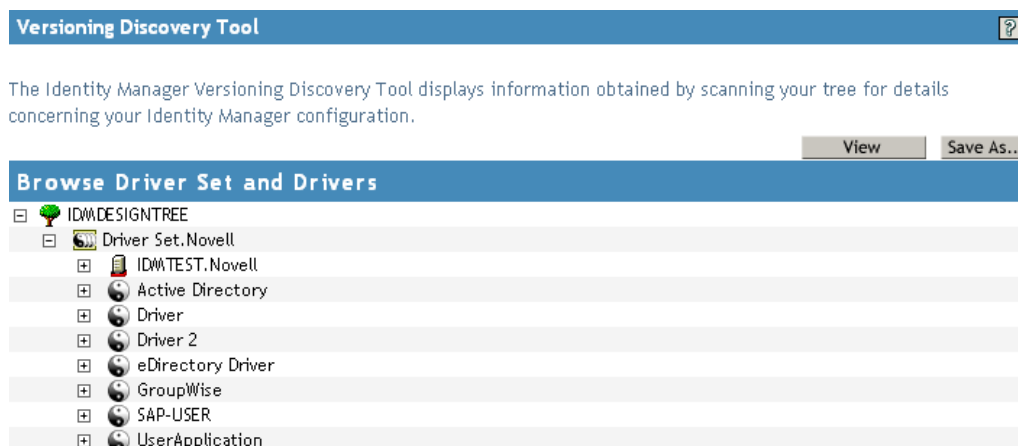 Versioning Discovery Tool
?
The Identity Manager Versioning Discovery Tool displays information obtained by scanning your tree for details
concerning your Identity Manager configuration.
View Save As..
Browse Driver Set and Drivers
IDMDESIGNTREE
Driver Set.Novell
IDMTEST.Novell
Active Directory
Driver
Driver 2
eDirectory Driver
GroupWise
SAP-USER
UserApplication